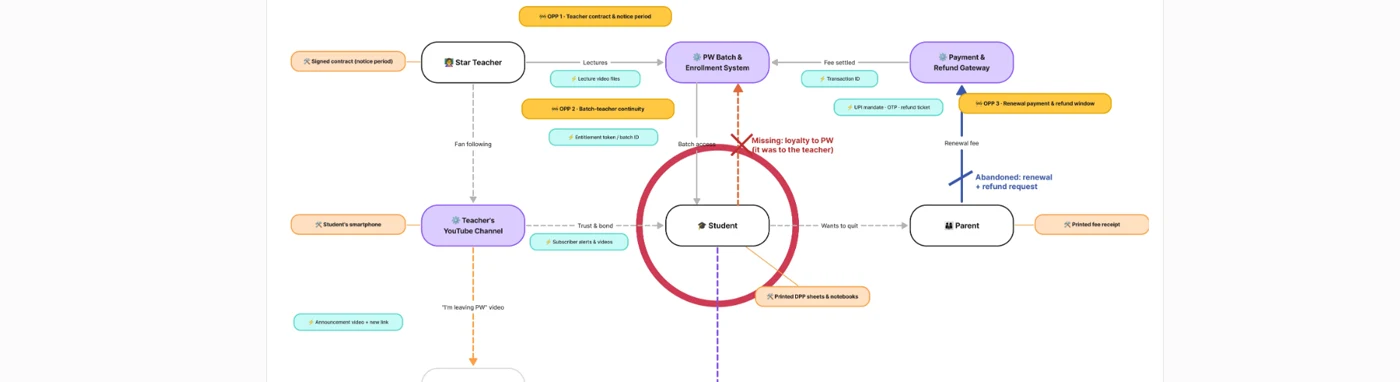 OPP 1 · Teacher contract & notice period
Signed contract (notice period)
Star Teacher
Lectures
PW Batch &
Enrollment System
Fee settled
Payment &
Refund Gateway
Lecture video files
Transaction ID
OPP 2 · Batch-teacher continuity
UPI mandate · OTP · refund ticket
OPP 3 · Renewal payment & refund window
Entitlement token / batch ID
Fan following
Batch access
Missing: loyalty to PW
(it was to the teacher)
Renewal fee
Abandoned: renewal
+ refund request
Student's smartphone
Teacher's
YouTube Channel
Trust & bond
Subscriber alerts & videos
Student
Wants to quit
Parent
Printed fee receipt
Printed DPP sheets & notebooks
"I'm leaving PW" video
Announcement video + new link